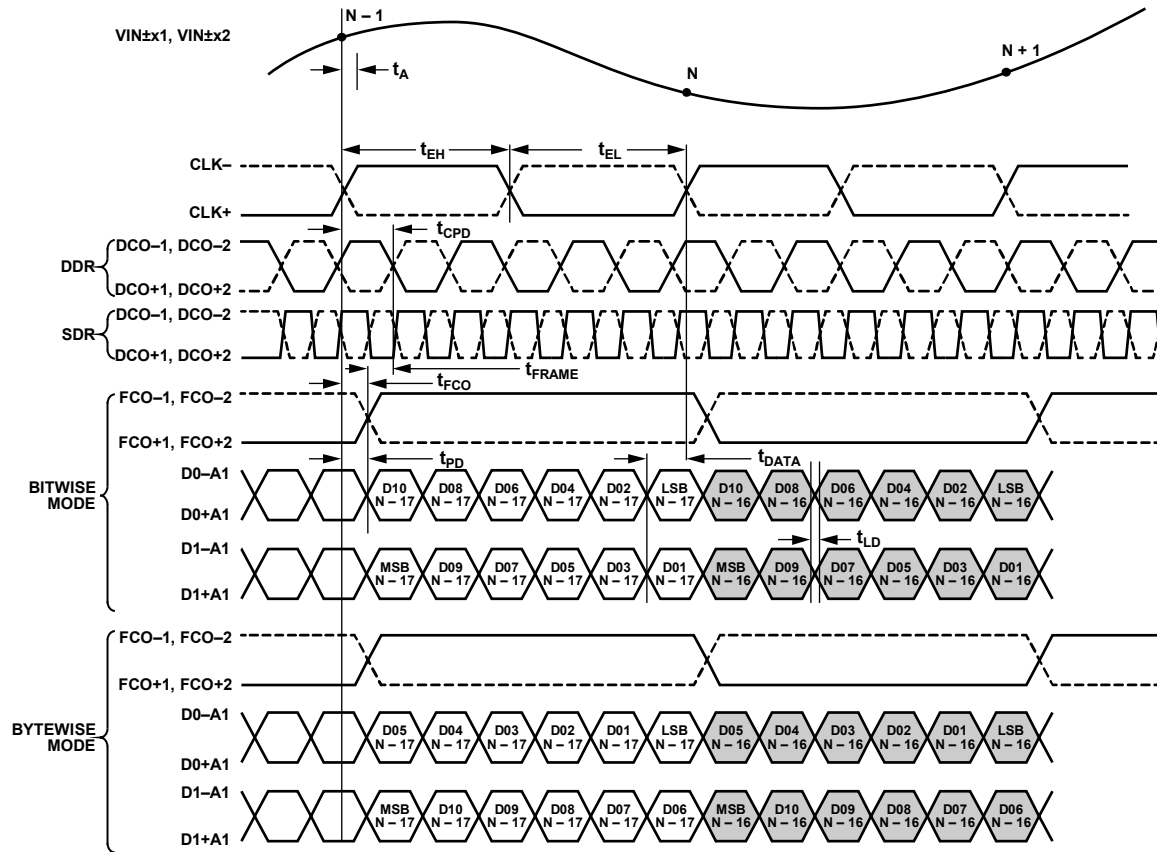 N – 1
VIN±x1, VIN±x2
tA
N
N + 1
tEH
tEL
CLK–
CLK+
tCPD
DDR
DCO–1, DCO–2
DCO+1, DCO+2
SDR
DCO–1, DCO–2
DCO+1, DCO+2
tFCO
tFRAME
BITWISE
MODE
FCO–1, FCO–2
FCO+1, FCO+2
tPD
tDATA
D0–A1
D10 D08 D06 D04 D02 LSB D10 D08 D06 D04 D02 LSB
N – 17 N – 17 N – 17 N – 17 N – 17 N – 17 N – 16 N – 16 N – 16 N – 16 N – 16 N – 16
D0+A1
tLD
D1–A1
MSB D09 D07 D05 D03 D01 MSB D09 D07 D05 D03 D01
N – 17 N – 17 N – 17 N – 17 N – 17 N – 17 N – 16 N – 16 N – 16 N – 16 N – 16 N – 16
D1+A1
BYTEWISE
MODE
FCO–1, FCO–2
FCO+1, FCO+2
D0–A1
D05 D04 D03 D02 D01 LSB D05 D04 D03 D02 D01 LSB
N – 17 N – 17 N – 17 N – 17 N – 17 N – 17 N – 16 N – 16 N – 16 N – 16 N – 16 N – 16
D0+A1
D1–A1
MSB D10 D09 D08 D07 D06 MSB D10 D09 D08 D07 D06
N – 17 N – 17 N – 17 N – 17 N – 17 N – 17 N – 16 N – 16 N – 16 N – 16 N – 16 N – 16
D1+A1